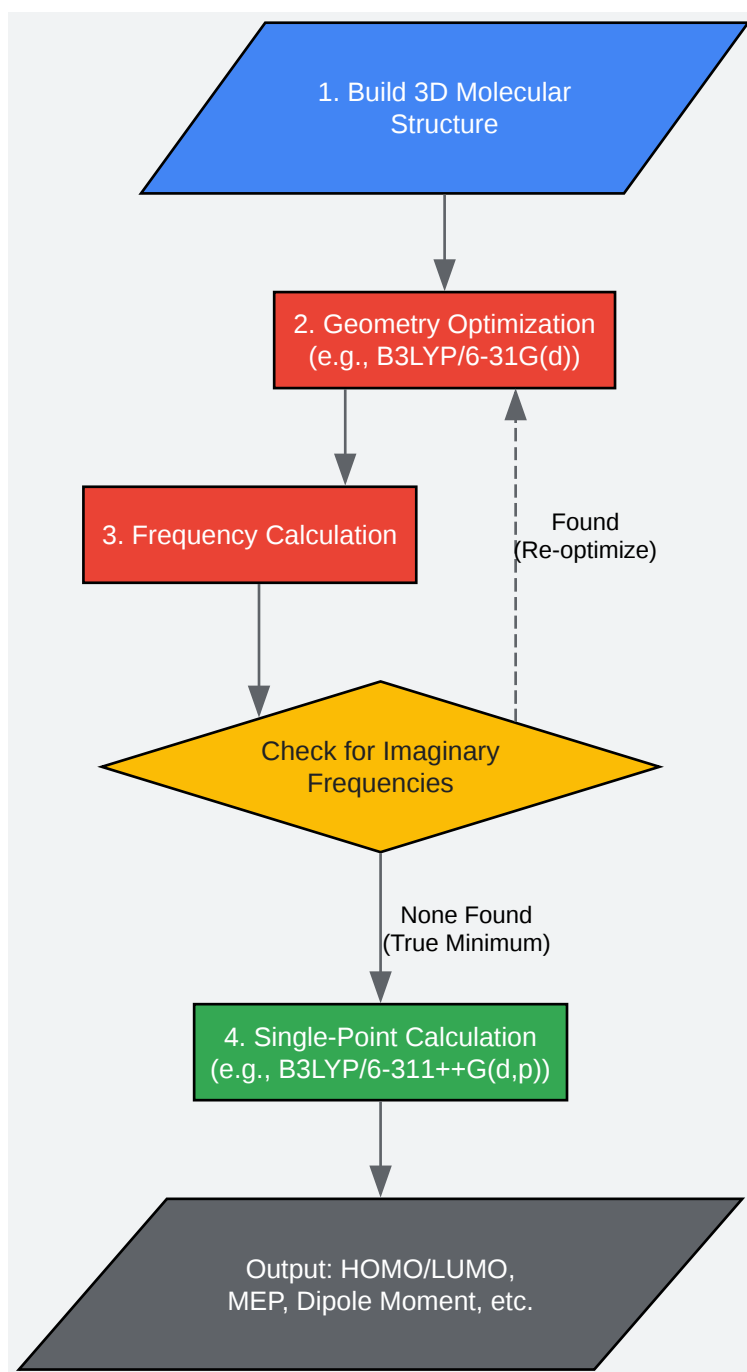 1. Build 3D Molecular
Structure
2. Geometry Optimization
(e.g., B3LYP/6-31G(d))
3. Frequency Calculation
Found
(Re-optimize)
Check for Imaginary
Frequencies
None Found
(True Minimum)
4. Single-Point Calculation
(e.g., B3LYP/6-311++G(d,p))
Output: HOMO/LUMO,
MEP, Dipole Moment, etc.